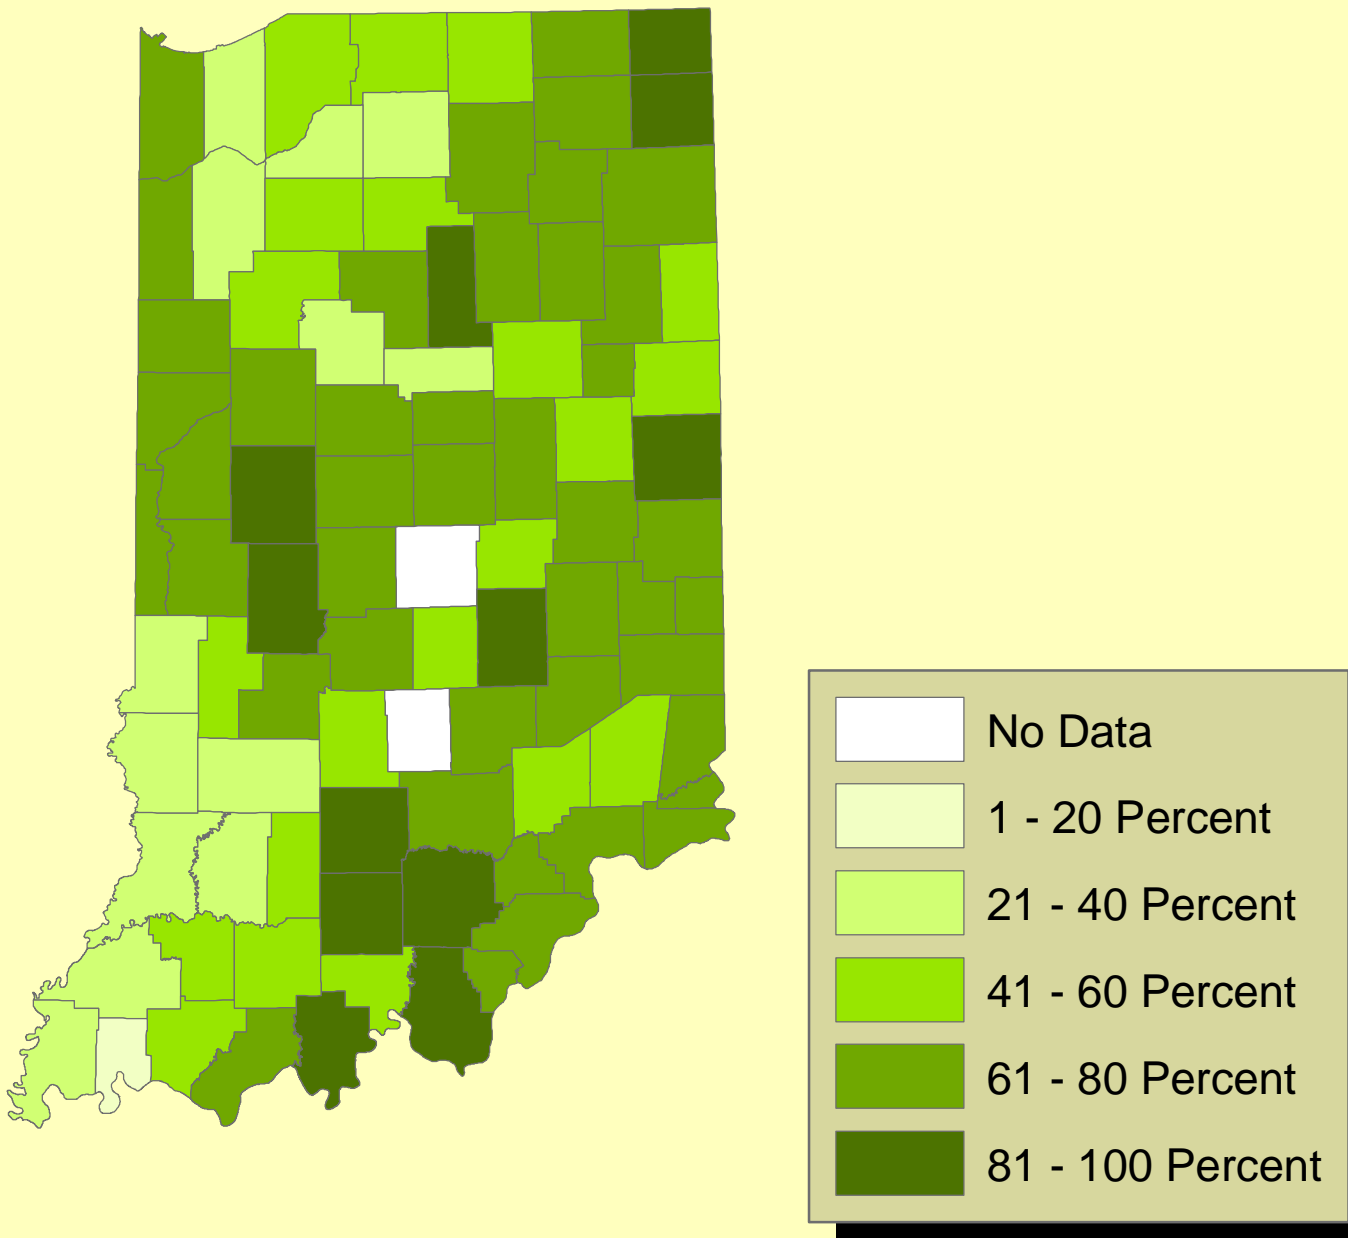 No Data
1 - 20 Percent
21 - 40 Percent
41 - 60 Percent
61 - 80 Percent
81 - 100 Percent